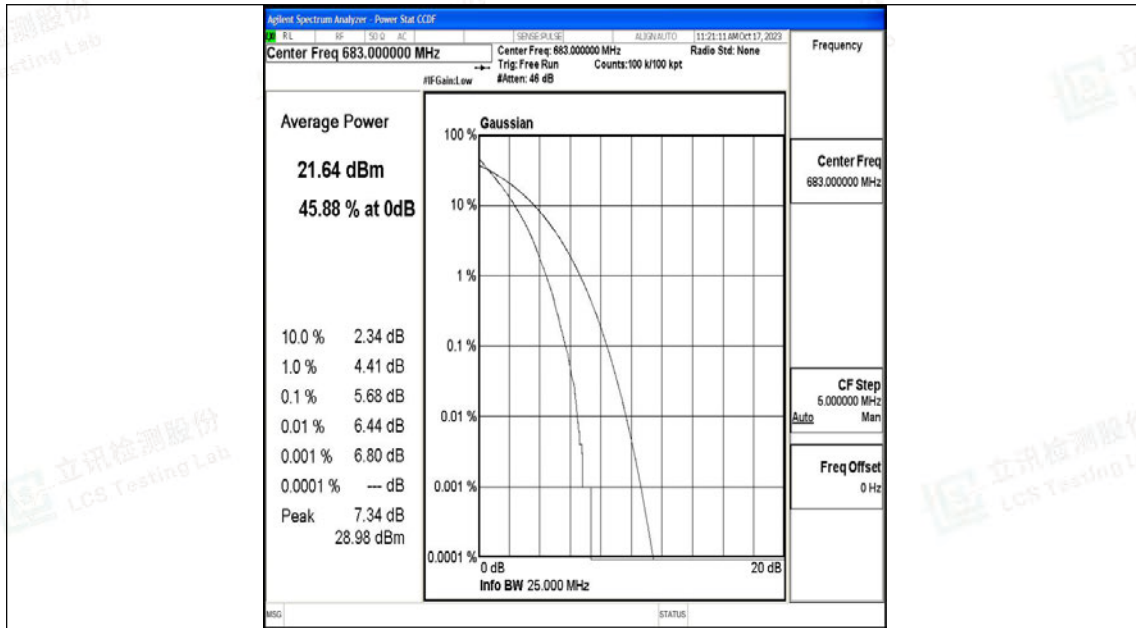 Agilent Spectrum Analyzer - Power Stat CCDF
RL RF 50 Ω AC SENSE:PULSE ALIGNAUTO 11:21:11 AM Oct 17, 2023
Center Freq 683.000000 MHz
Center Freq: 683.000000 MHz Radio Std: None
Trig: Free Run Counts:100 k/100 kpt
#IFGain:Low #Atten: 46 dB
Frequency
Average Power
21.64 dBm
45.88 % at 0dB
10.0 % 2.34 dB
1.0 % 4.41 dB
0.1 % 5.68 dB
0.01 % 6.44 dB
0.001 % 6.80 dB
0.0001 % --- dB
Peak 7.34 dB
28.98 dBm
Gaussian
100 %
10 %
1 %
0.1 %
0.01 %
0.001 %
0.0001 %
0 dB 20 dB
Info BW 25.000 MHz
Center Freq
683.000000 MHz
CF Step
5.000000 MHz
Auto Man
Freq Offset
0 Hz
MSG STATUS
立讯检测股份
LCS Testing Lab